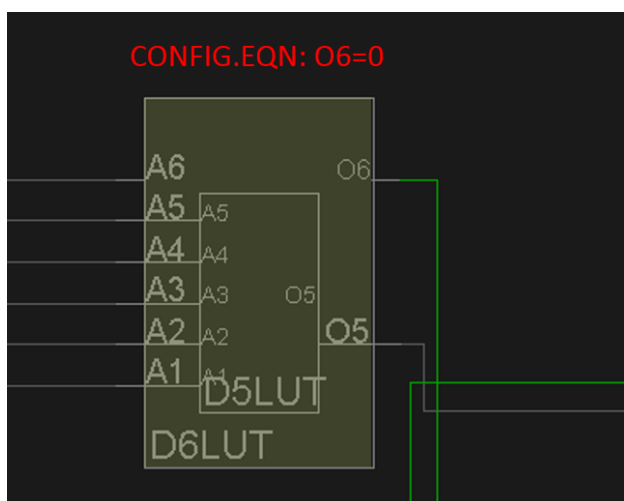 CONFIG.EQN: O6=0
A6
O6
A5
A5
A4
A4
A3
A3
O5
A2
A2
O5
A1
A1
D5LUT
D6LUT